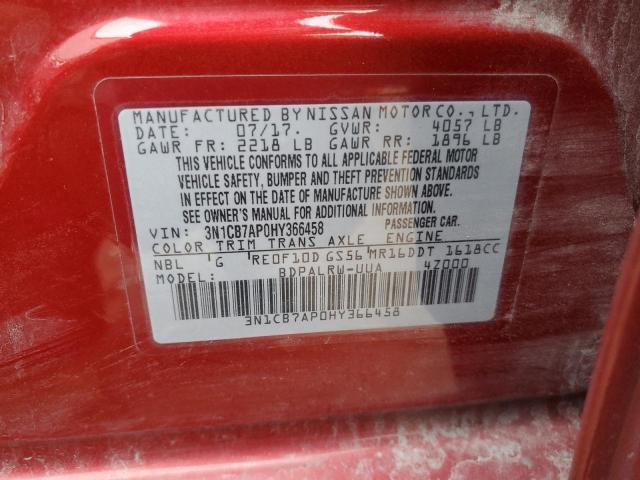 MANUFACTURED BY NISSAN MOTOR CO., LTD.
DATE: 07/17. GVWR: 4057 LB
GAWR FR: 2218 LB GAWR RR: 1896 LB
THIS VEHICLE CONFORMS TO ALL APPLICABLE FEDERAL MOTOR
VEHICLE SAFETY, BUMPER AND THEFT PREVENTION STANDARDS
IN EFFECT ON THE DATE OF MANUFACTURE SHOWN ABOVE.
SEE OWNER'S MANUAL FOR ADDITIONAL INFORMATION.
VIN: 3N1CB7AP0HY366458 PASSENGER CAR.
COLOR TRIM TRANS AXLE ENGINE
NBL G RE0F10D GS56 MR16DDT 1618CC
MODEL: BDPALRW-UUA 4Z000
3N1CB7AP0HY366458